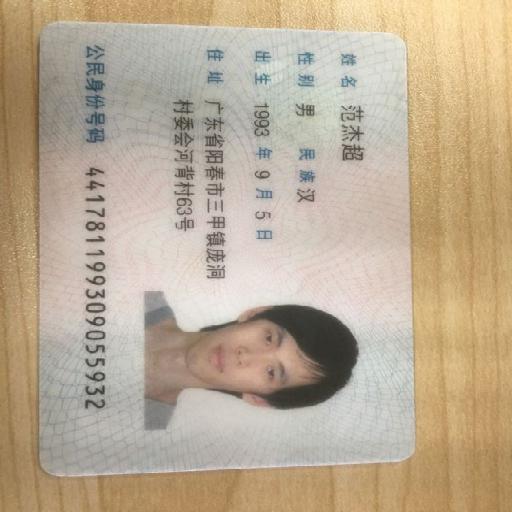 姓名 范杰超
性别 男 民族 汉
出生 1993 年 9 月 5 日
住址 广东省阳春市三甲镇庞洞
村委会河背村63号
公民身份号码 441781199309055932